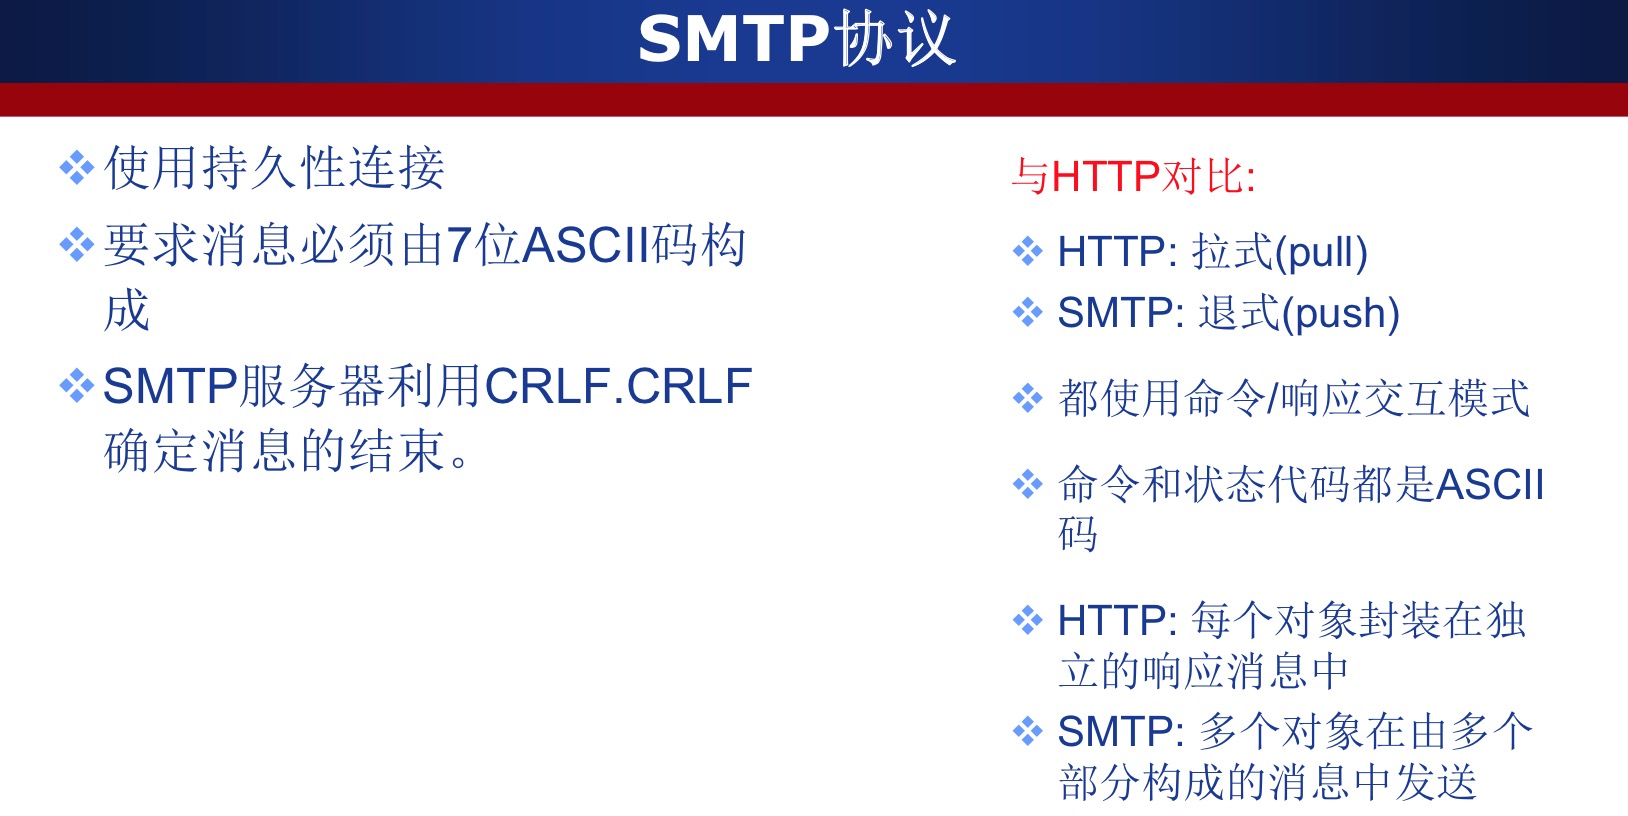 SMTP协议
使用持久性连接
要求消息必须由7位ASCII码构
成
SMTP服务器利用CRLF.CRLF
确定消息的结束。
与HTTP对比:
HTTP: 拉式(pull)
SMTP: 退式(push)
都使用命令/响应交互模式
命令和状态代码都是ASCII
码
HTTP: 每个对象封装在独
立的响应消息中
SMTP: 多个对象在由多个
部分构成的消息中发送